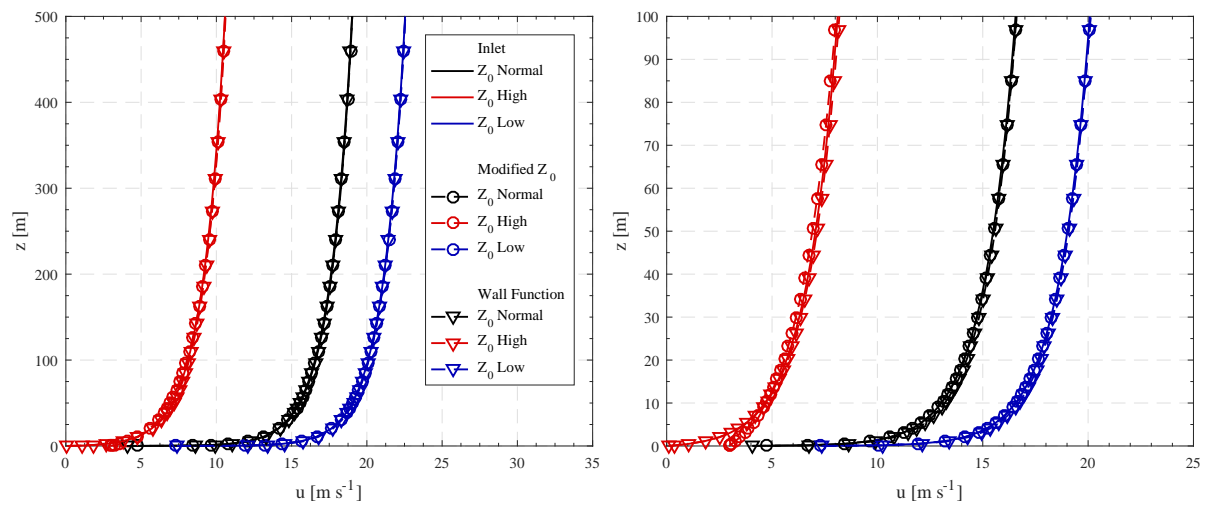 500
400
300
200
100
0
z [m]
0 5 10 15 20 25 30 35
u [m s⁻¹]
Inlet
Z₀ Normal
Z₀ High
Z₀ Low
Modified Z₀
Z₀ Normal
Z₀ High
Z₀ Low
Wall Function
Z₀ Normal
Z₀ High
Z₀ Low
100
90
80
70
60
50
40
30
20
10
0
z [m]
0 5 10 15 20 25
u [m s⁻¹]